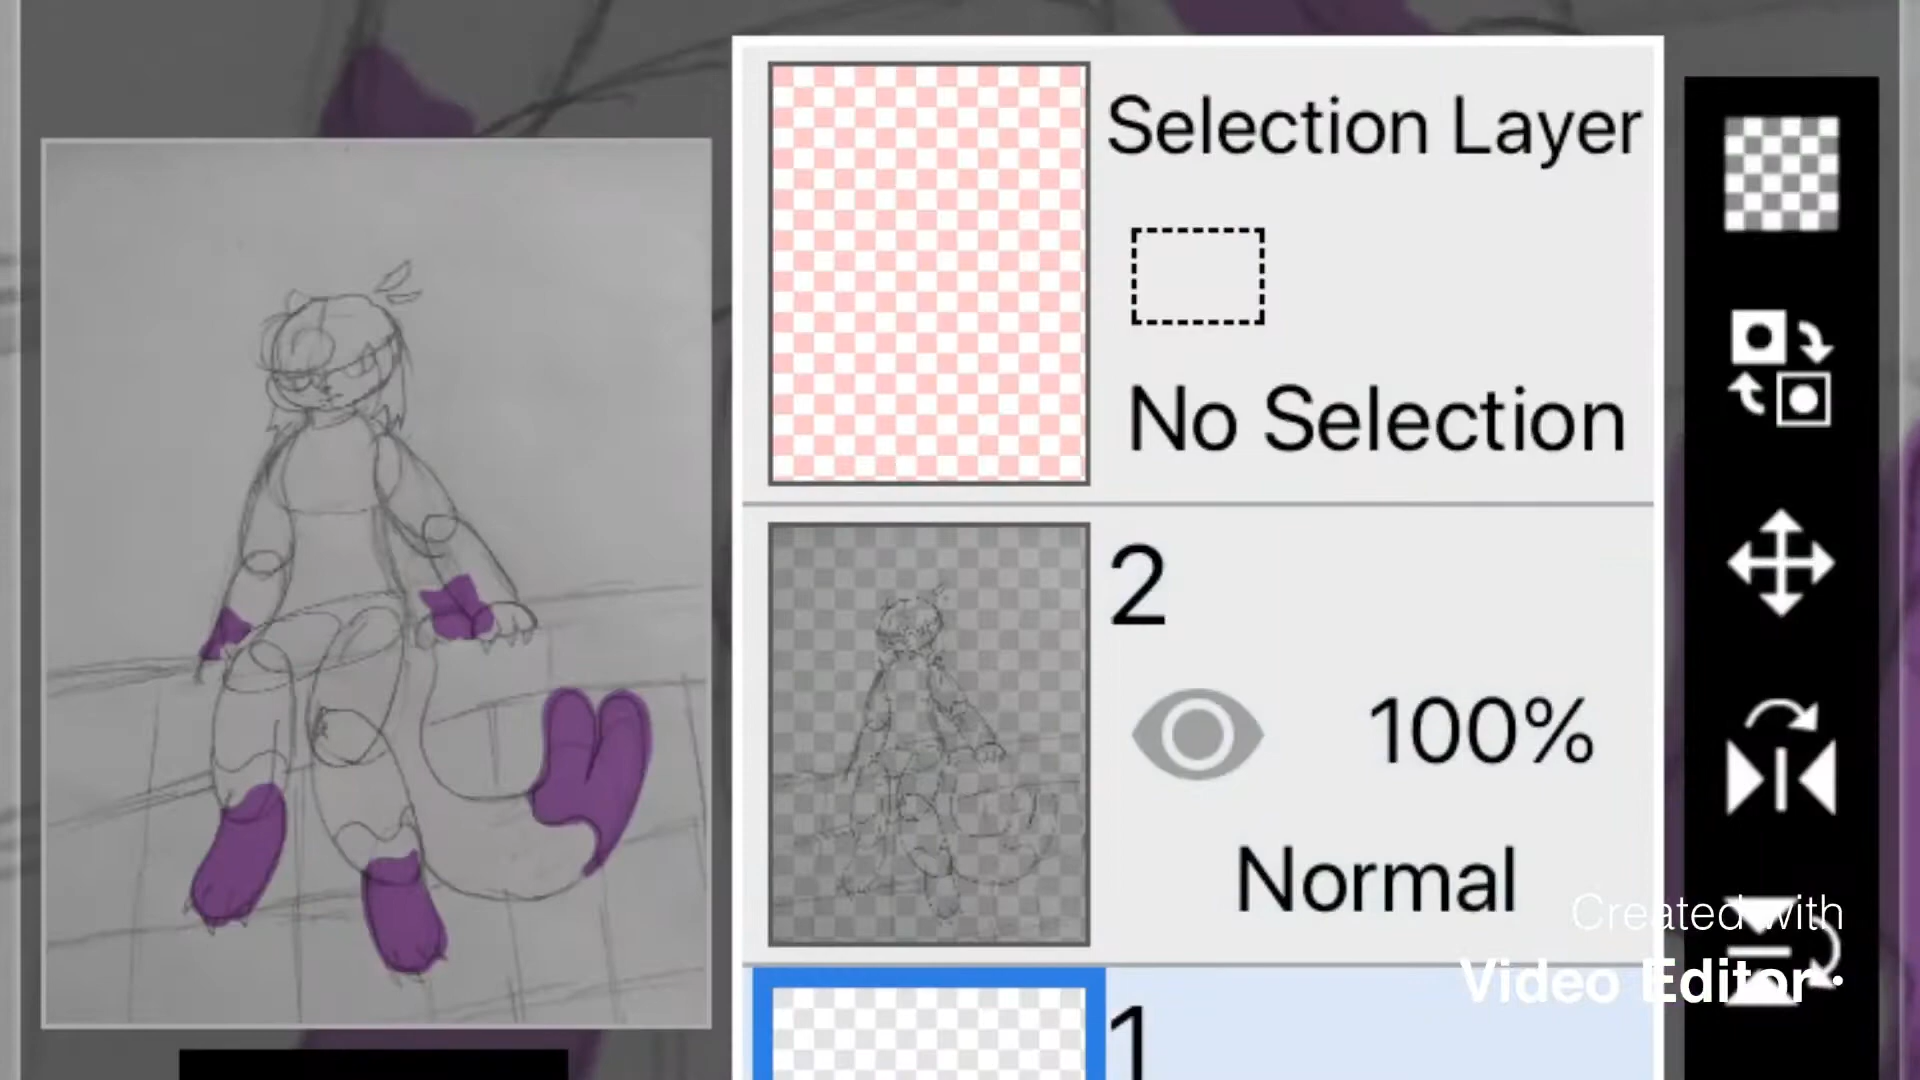 Selection Layer
No Selection
2
100%
Normal
Created with
Video Editor
1